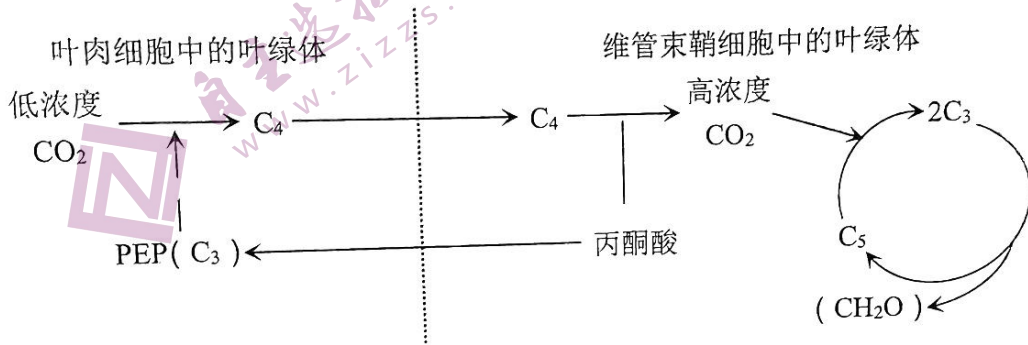 叶肉细胞中的叶绿体
维管束鞘细胞中的叶绿体
低浓度
CO₂
C₄
C₄
高浓度
CO₂
2C₃
PEP( C₃ )
丙酮酸
C₅
( CH₂O )
www.zizzs.